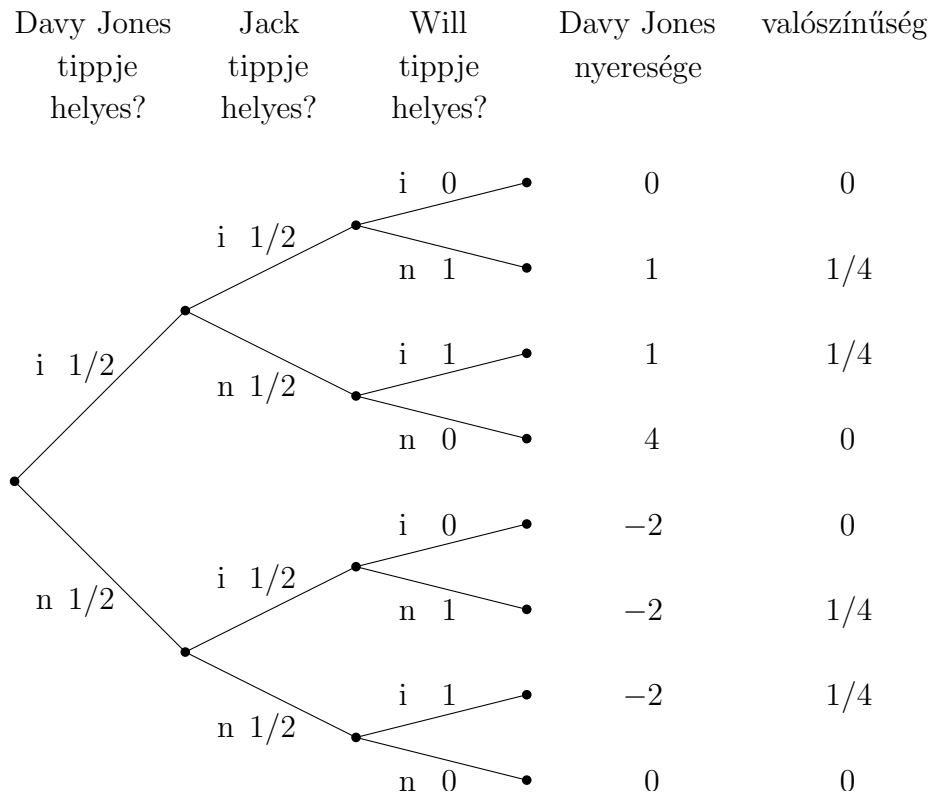 Davy Jones Jack Will Davy Jones valószínűség
tippje tippje tippje nyeresége
helyes? helyes? helyes?
i 0 0 0
i 1/2
n 1 1 1/4
i 1/2
i 1 1 1/4
n 1/2
n 0 4 0
i 0 −2 0
i 1/2
n 1/2
n 1 −2 1/4
i 1 −2 1/4
n 1/2
n 0 0 0